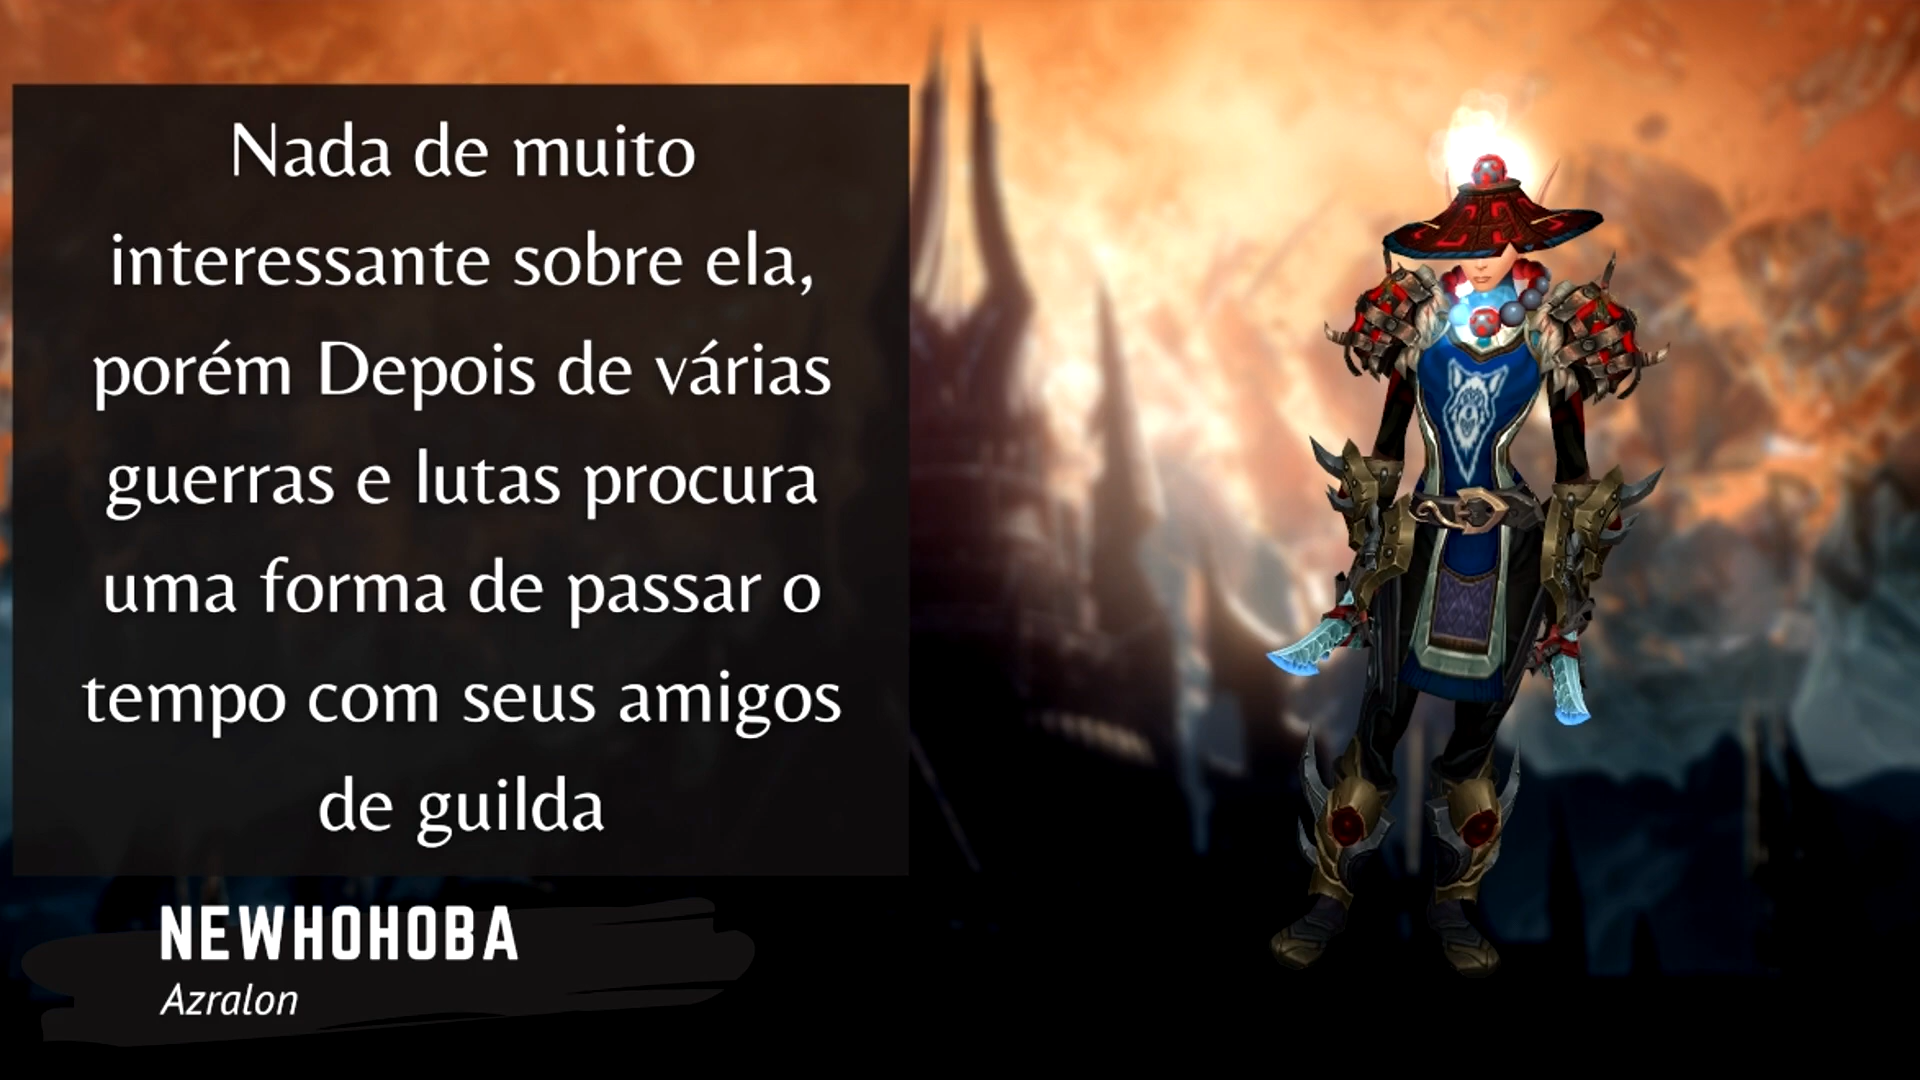 Nada de muito
interessante sobre ela,
porém Depois de várias
guerras e lutas procura
uma forma de passar o
tempo com seus amigos
de guilda
NEWHOHOBA
Azralon